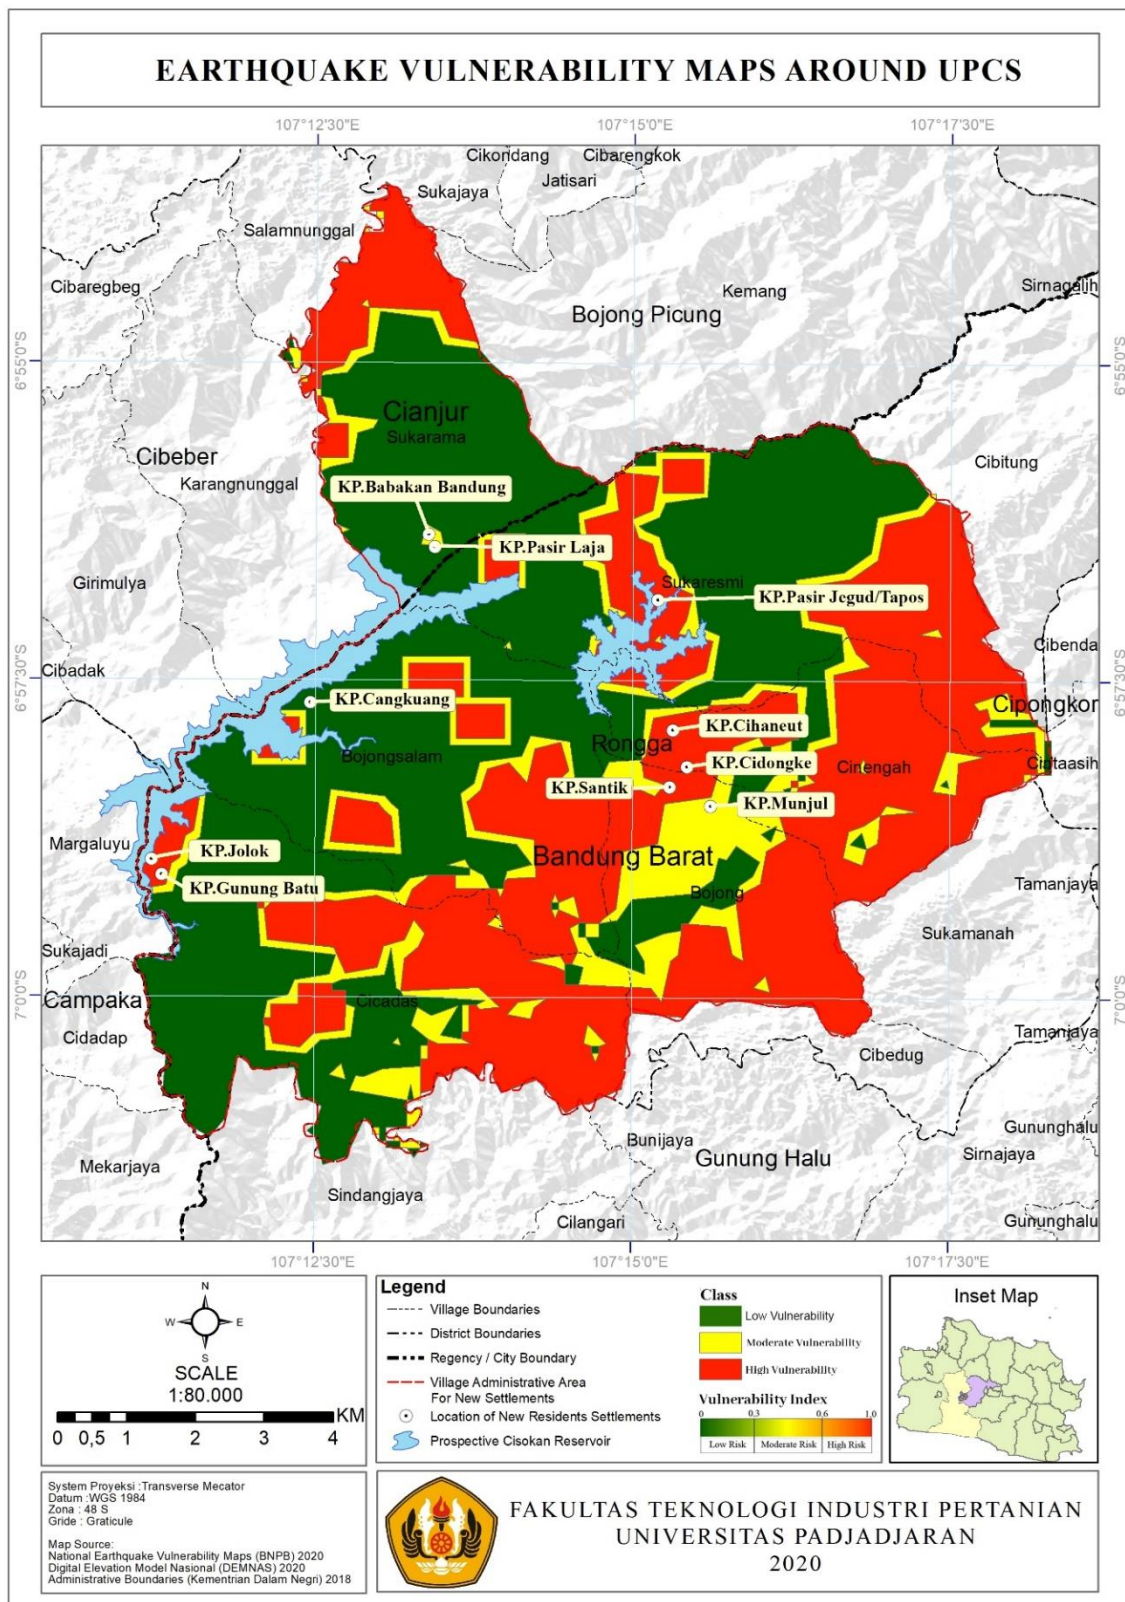 EARTHQUAKE VULNERABILITY MAPS AROUND UPCS
107°12'30"E
107°15'0"E
107°17'30"E
Cikondang
Cibarengkok
Jatisari
Sukajaya
Salamnunggal
Cibaregbeg
Kemang
Sirnagalih
Bojong Picung
6°55'0"S
6°55'0"S
Cianjur
Sukarama
Cibeber
Karangnunggal
Cibitung
KP.Babakan Bandung
KP.Pasir Laja
Girimulya
Sukaresmi
KP.Pasir Jegud/Tapos
Cibenda
Cibadak
6°57'30"S
6°57'30"S
KP.Cangkuang
Cipongkor
KP.Cihaneut
Rongga
Bojongsalam
KP.Cidongke
Cinengah
Cintaasih
KP.Santik
KP.Munjul
Margaluyu
KP.Jolok
Bandung Barat
KP.Gunung Batu
Tamanjaya
Bojong
Sukamanah
Sukajadi
Campaka
Cicadas
7°0'0"S
7°0'0"S
Cidadap
Tamanjaya
Cibedug
Gununghalu
Bunijaya
Sirnajaya
Gunung Halu
Mekarjaya
Sindangjaya
Cilangari
Gununghalu
107°12'30"E
107°15'0"E
107°17'30"E
N
W
E
S
SCALE
1:80.000
KM
0 0,5 1 2 3 4
Legend
Village Boundaries
District Boundaries
Regency / City Boundary
Village Administrative Area
For New Settlements
Location of New Residents Settlements
Prospective Cisokan Reservoir
Class
Low Vulnerability
Moderate Vulnerability
High Vulnerability
Vulnerability Index
0 0.3 0.6 1.0
Low Risk Moderate Risk High Risk
Inset Map
System Proyeksi :Transverse Mecator
Datum :WGS 1984
Zona : 48 S
Gride : Graticule
Map Source:
National Earthquake Vulnerability Maps (BNPB) 2020
Digital Elevation Model Nasional (DEMNAS) 2020
Administrative Boundaries (Kementrian Dalam Negri) 2018
FAKULTAS TEKNOLOGI INDUSTRI PERTANIAN
UNIVERSITAS PADJADJARAN
2020